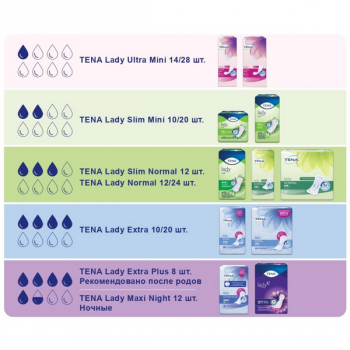 TENA Lady Ultra Mini 14/28 шт.
TENA Lady Slim Mini 10/20 шт.
TENA Lady Slim Normal 12 шт.
TENA Lady Normal 12/24 шт.
TENA Lady Extra 10/20 шт.
TENA Lady Extra Plus 8 шт.
Рекомендовано после родов
TENA Lady Maxi Night 12 шт.
Ночные